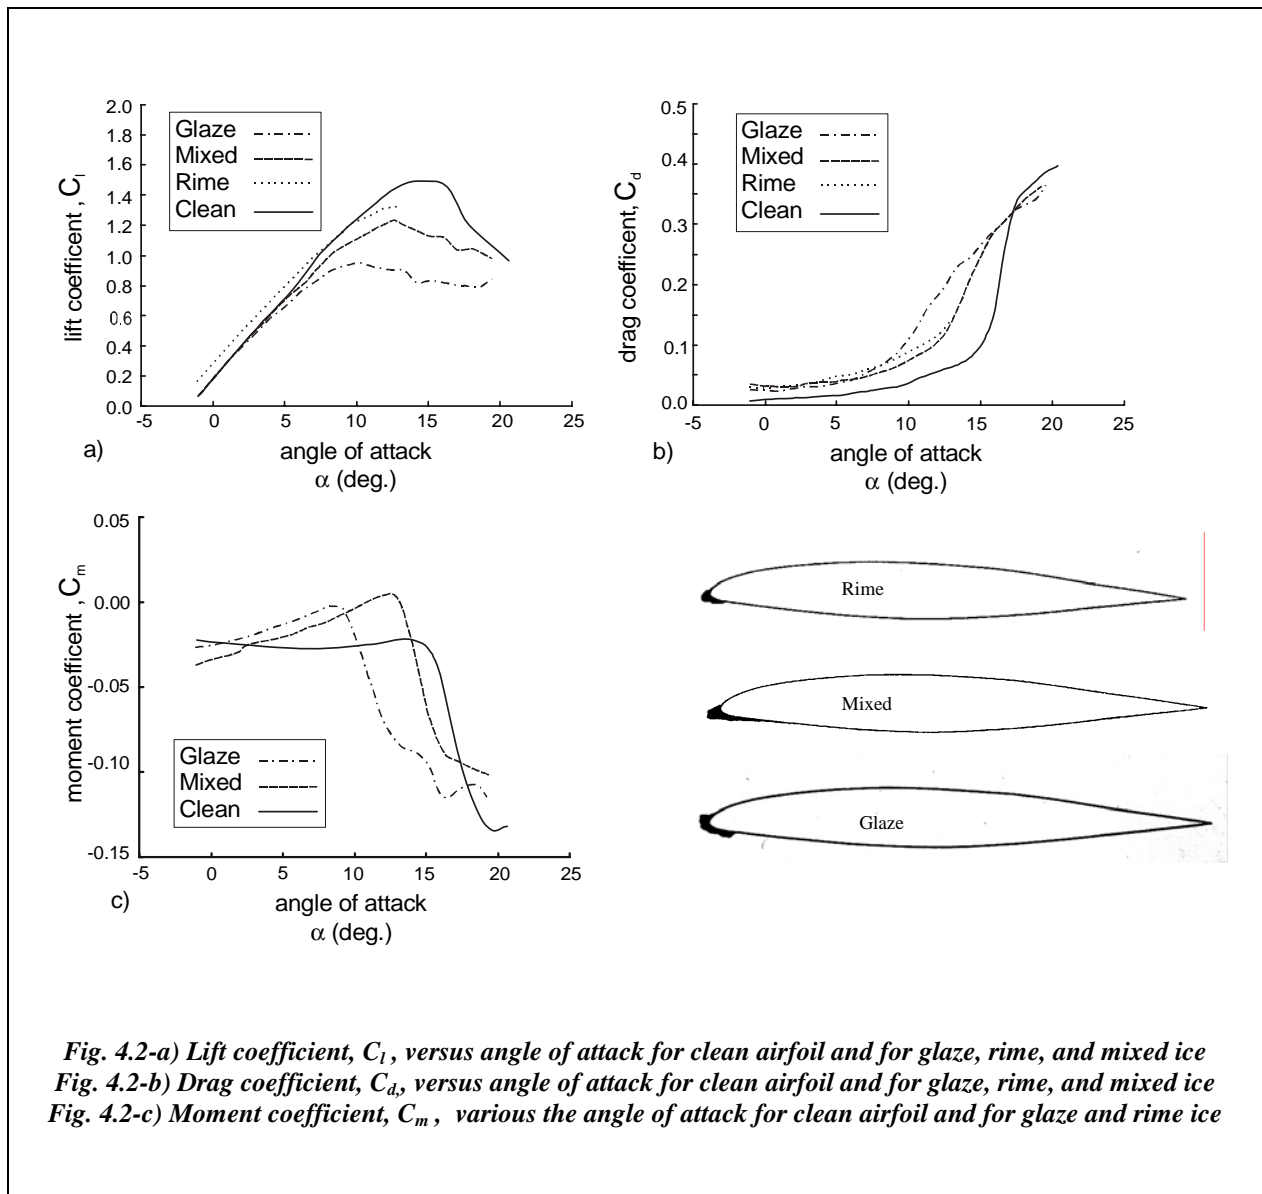 2.0
1.8
1.6
1.4
1.2
1.0
0.8
0.6
0.4
0.2
0.0
lift coefficient , Cl
Glaze
Mixed
Rime
Clean
-5 0 5 10 15 20 25
a)
angle of attack
α (deg.)
0.5
0.4
0.3
0.2
0.1
0.0
drag coefficent, Cd
Glaze
Mixed
Rime
Clean
-5 0 5 10 15 20 25
b)
angle of attack
α (deg.)
0.05
0.00
-0.05
-0.10
-0.15
moment coefficent , Cm
Glaze
Mixed
Clean
-5 0 5 10 15 20 25
c)
angle of attack
α (deg.)
Rime
Mixed
Glaze
Fig. 4.2-a) Lift coefficient, Cl , versus angle of attack for clean airfoil and for glaze, rime, and mixed ice
Fig. 4.2-b) Drag coefficient, Cd,, versus angle of attack for clean airfoil and for glaze, rime, and mixed ice
Fig. 4.2-c) Moment coefficient, Cm , various the angle of attack for clean airfoil and for glaze and rime ice